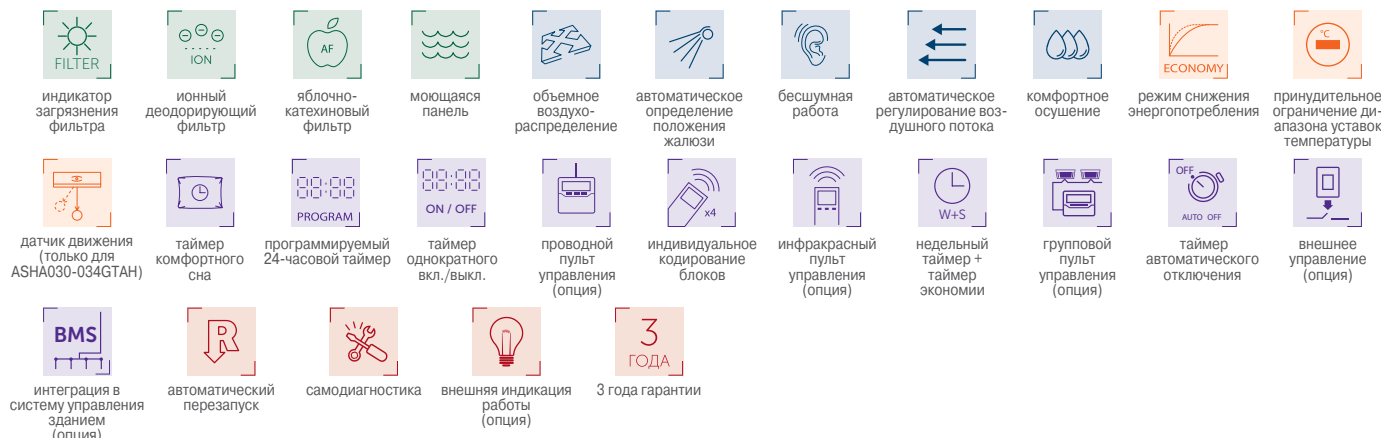 FILTER
индикатор
загрязнения
фильтра
ION
ионный
деодорирующий
фильтр
AF
яблочно-
катехиновый
фильтр
моющаяся
панель
объемное
воздухо-
распределение
автоматическое
определение
положения
жалюзи
бесшумная
работа
автоматическое
регулирование воз-
душного потока
комфортное
осушение
ECONOMY
режим снижения
энергопотребления
°C
принудительное
ограничение ди-
апазона уставок
температуры
датчик движения
(только для
ASHA030-034GTAH)
таймер
комфортного
сна
88:88
PROGRAM
программируемый
24-часовой таймер
88:88
ON / OFF
таймер
однократного
вкл./выкл.
проводной
пульт
управления
(опция)
x4
индивидуальное
кодирование
блоков
инфракрасный
пульт
управления
(опция)
W+S
недельный
таймер +
таймер
экономии
групповой
пульт
управления
(опция)
OFF
AUTO OFF
таймер
автоматического
отключения
внешнее
управление
(опция)
BMS
интеграция в
систему управления
зданием
(опция)
R
автоматический
перезапуск
самодиагностика
внешняя индикация
работы
(опция)
3
ГОДА
3 года гарантии